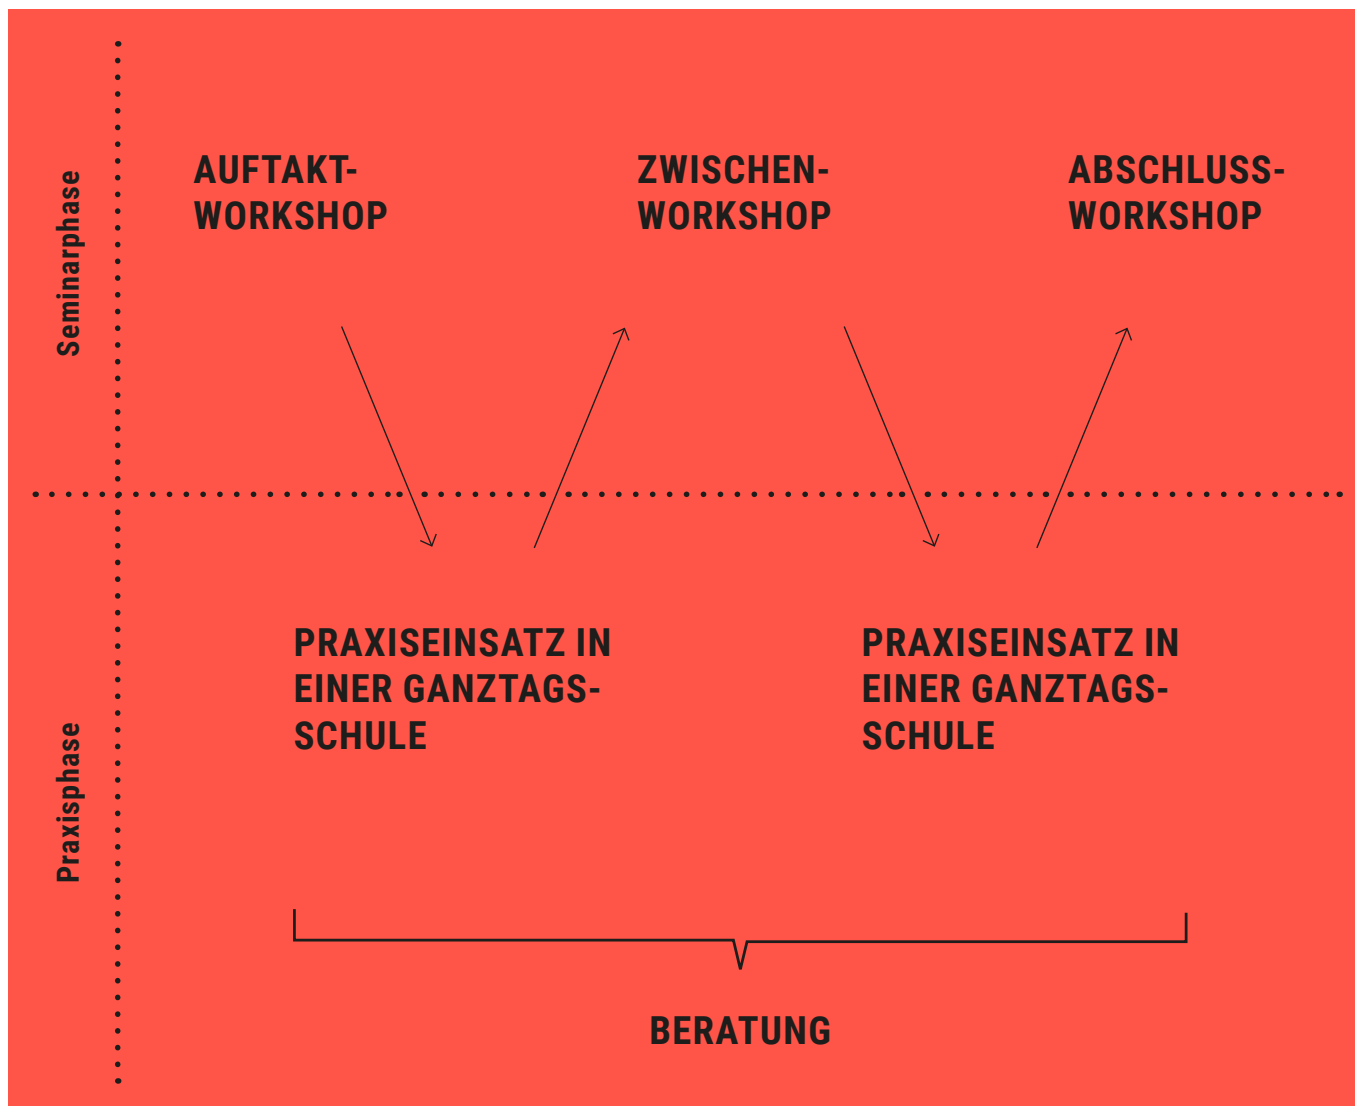 Seminarphase
AUFTAKT-
WORKSHOP
ZWISCHEN-
WORKSHOP
ABSCHLUSS-
WORKSHOP
Praxisphase
PRAXISEINSATZ IN
EINER GANZTAGS-
SCHULE
PRAXISEINSATZ IN
EINER GANZTAGS-
SCHULE
BERATUNG